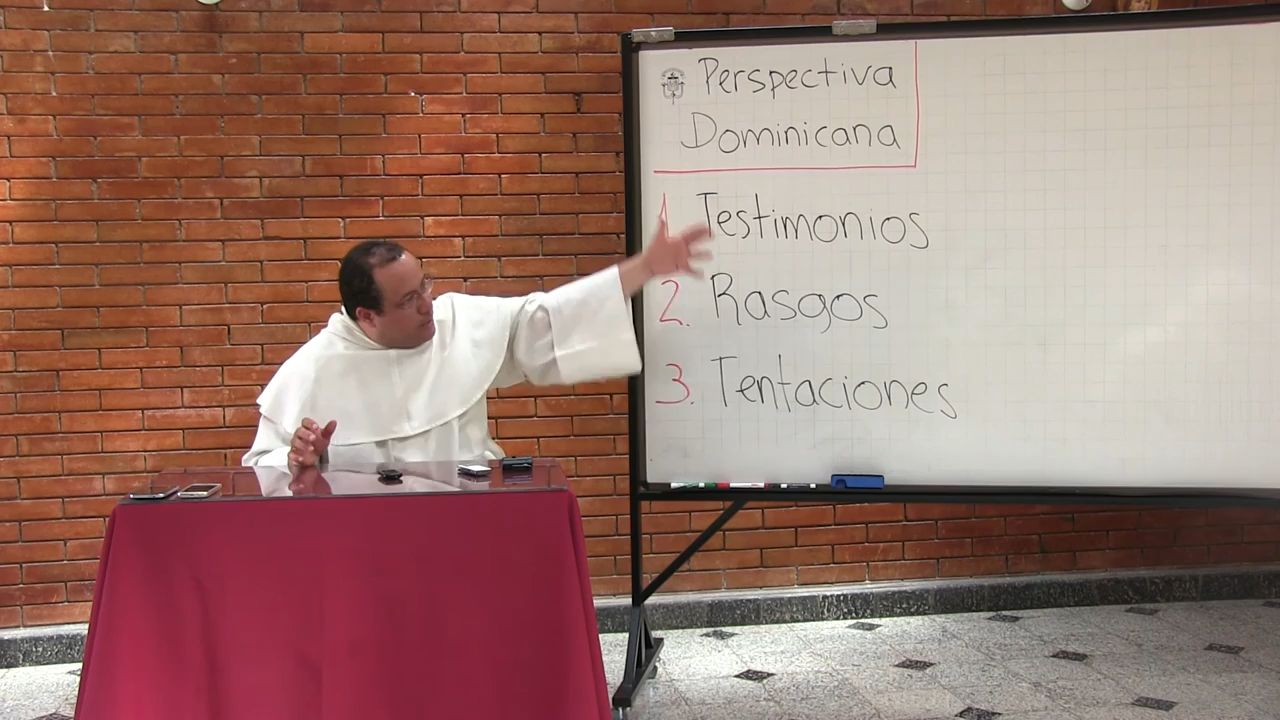 Perspectiva
Dominicana
1. Testimonios
2. Rasgos
3. Tentaciones